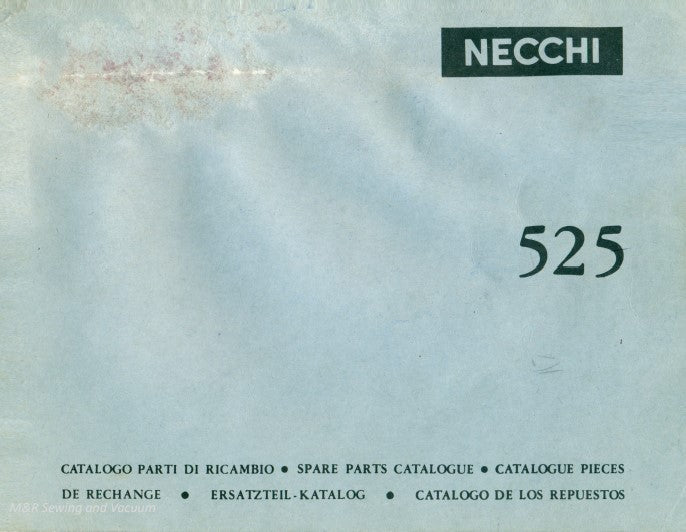 NECCHI
525
CATALOGO PARTI DI RICAMBIO ● SPARE PARTS CATALOGUE ● CATALOGUE PIECES
DE RECHANGE ● ERSATZTEIL-KATALOG ● CATALOGO DE LOS REPUESTOS
M&R Sewing and Vacuum